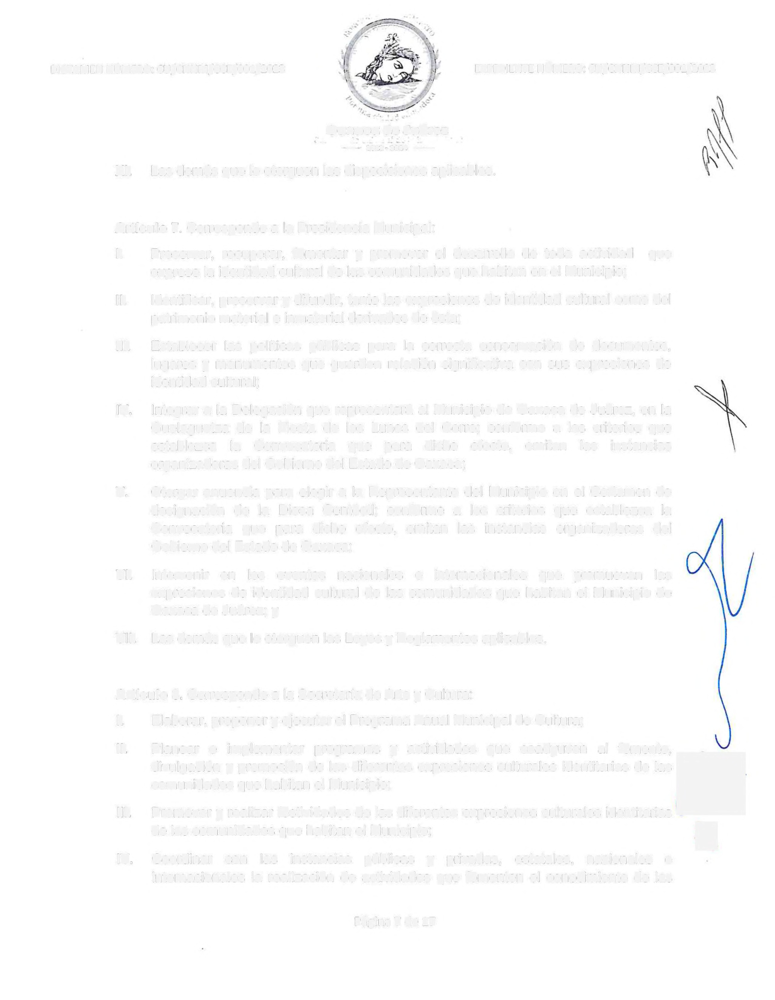 Por una ciudad educadora
Oaxaca de Juárez
XII. Las demás que le otorguen las disposiciones aplicables.
Artículo 7. Corresponde a la Presidencia Municipal:
I. Preservar, recuperar, fomentar y promover el desarrollo de toda actividad que
exprese la identidad cultural de las comunidades que habitan en el Municipio;
II. Identificar, preservar y difundir, tanto las expresiones de identidad cultural como del
patrimonio material e inmaterial derivados de ésta;
III. Establecer las políticas públicas para la correcta conservación de documentos,
lugares y monumentos que guarden relación significativa con sus expresiones de
identidad cultural;
IV. Integrar a la Delegación que representará al Municipio de Oaxaca de Juárez, en la
Guelaguetza de la Fiesta de los Lunes del Cerro; conforme a los criterios que
establezca la Convocatoria que para dicho efecto, emitan las instancias
organizadoras del Gobierno del Estado de Oaxaca;
V. Otorgar anuencia para elegir a la Representante del Municipio en el Certamen de
designación de la Diosa Centéotl; conforme a los criterios que establezca la
Convocatoria que para dicho efecto, emitan las instancias organizadoras del
Gobierno del Estado de Oaxaca;
VI. Intervenir en los eventos nacionales e internacionales que promuevan las
expresiones de identidad cultural de las comunidades que habitan el Municipio de
Oaxaca de Juárez; y
VII. Las demás que le otorguen las Leyes y Reglamentos aplicables.
Artículo 8. Corresponde a la Secretaría de Arte y Cultura:
I. Elaborar, proponer y ejecutar el Programa Anual Municipal de Cultura;
II. Planear e implementar programas y actividades que coadyuven al fomento,
divulgación y promoción de las diferentes expresiones culturales identitarias de las
comunidades que habitan el Municipio;
III. Promover y realizar festividades de las diferentes expresiones culturales identitarias
de las comunidades que habitan el Municipio;
IV. Coordinar con las instancias públicas y privadas, estatales, nacionales e
internacionales la realización de actividades que fomenten el conocimiento de las
Página 7 de 17